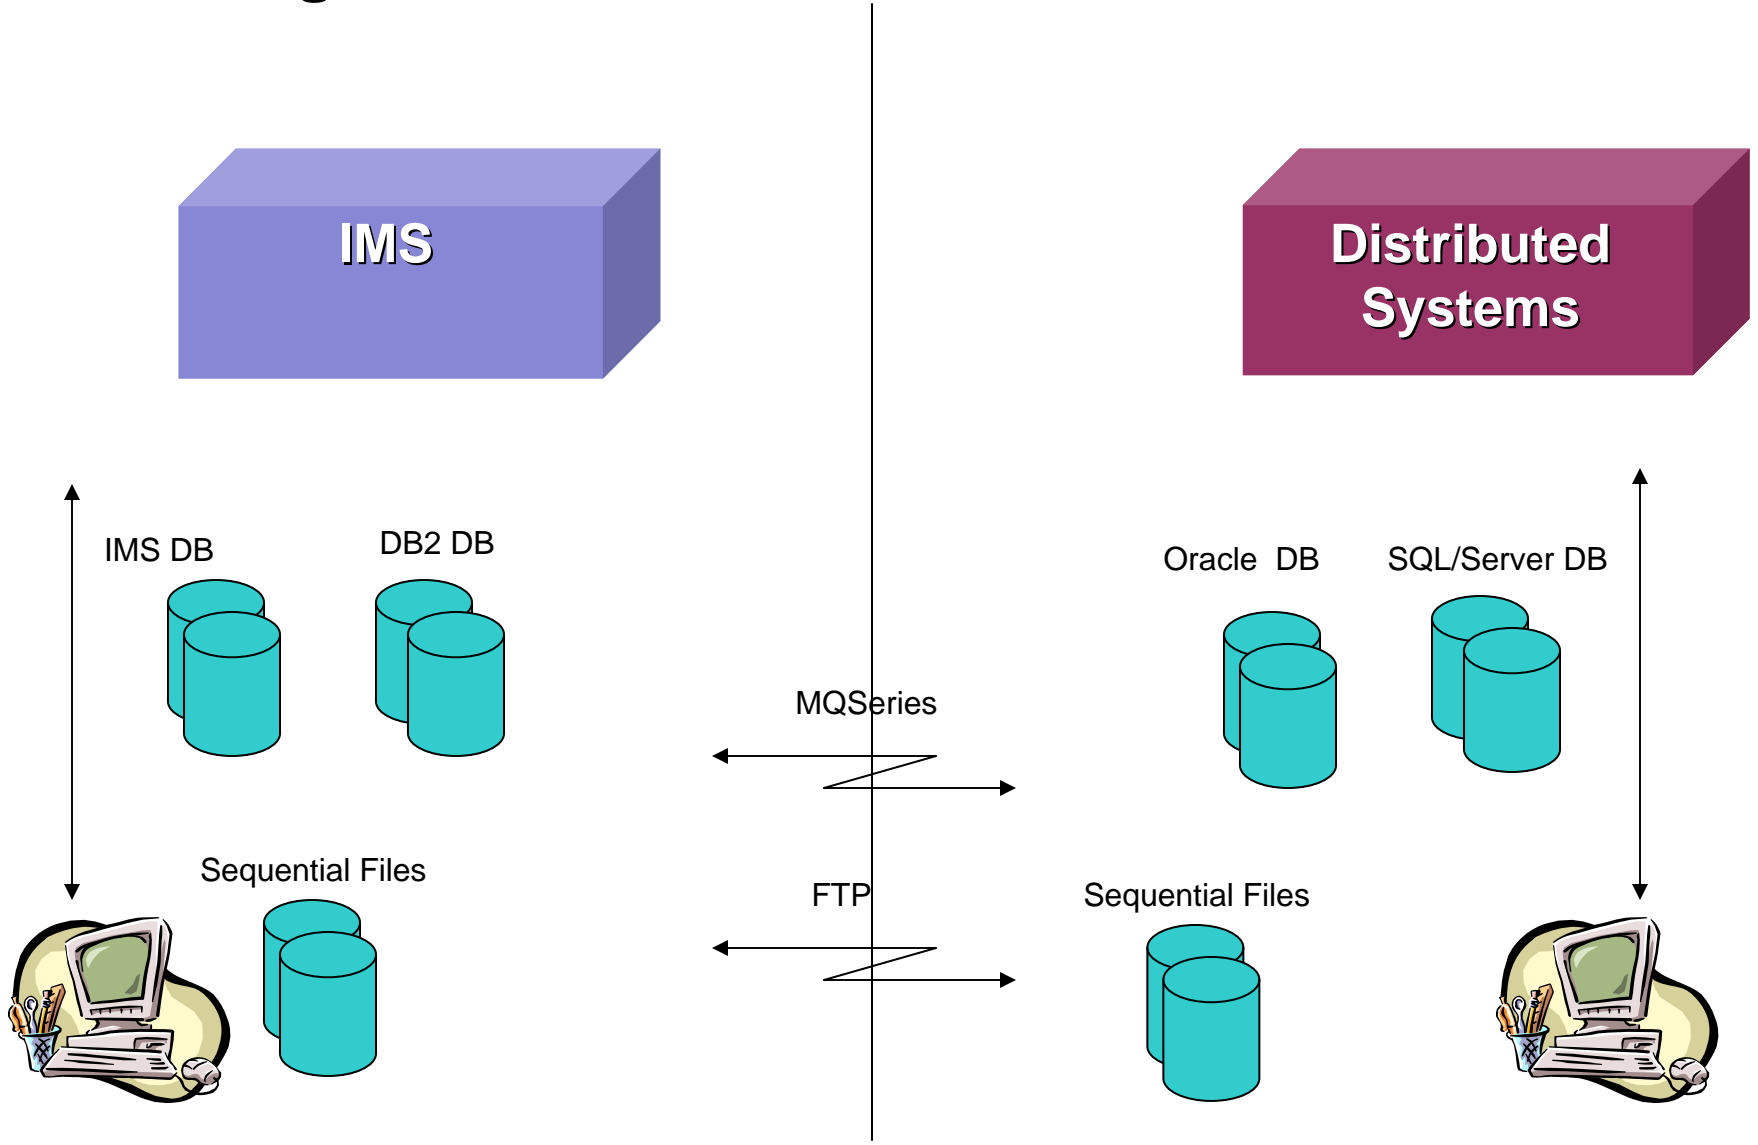 IMS
Distributed
Systems
IMS DB
DB2 DB
Oracle DB
SQL/Server DB
MQSeries
Sequential Files
FTP
Sequential Files